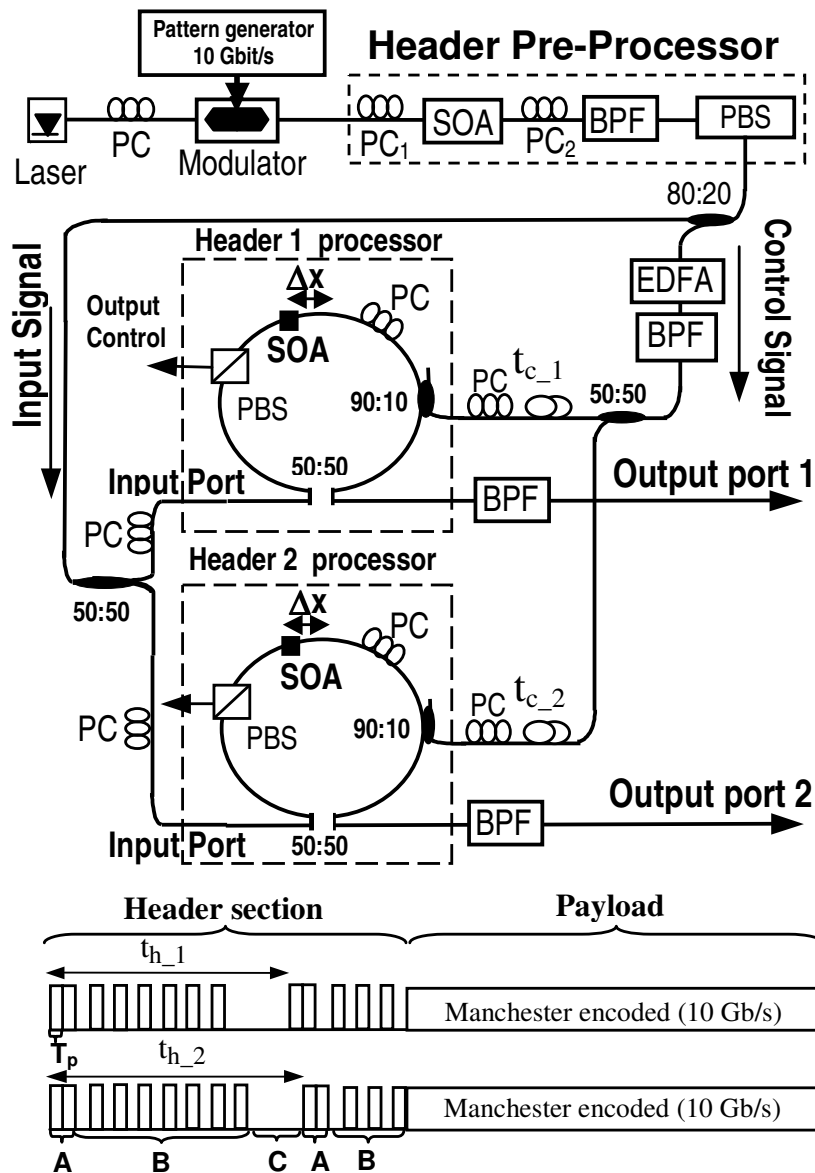 Pattern generator
10 Gbit/s
Header Pre-Processor
Laser
PC
Modulator
PC1
SOA
PC2
BPF
PBS
80:20
Input Signal
Control Signal
EDFA
BPF
Header 1 processor
Δx
PC
SOA
Output
Control
PBS
90:10
PC
tc_1
50:50
50:50
Input Port
BPF
Output port 1
PC
50:50
Header 2 processor
Δx
PC
SOA
PBS
90:10
PC
tc_2
PC
50:50
Input Port
BPF
Output port 2
Header section
Payload
th_1
Manchester encoded (10 Gb/s)
Tp
th_2
Manchester encoded (10 Gb/s)
A B C A B